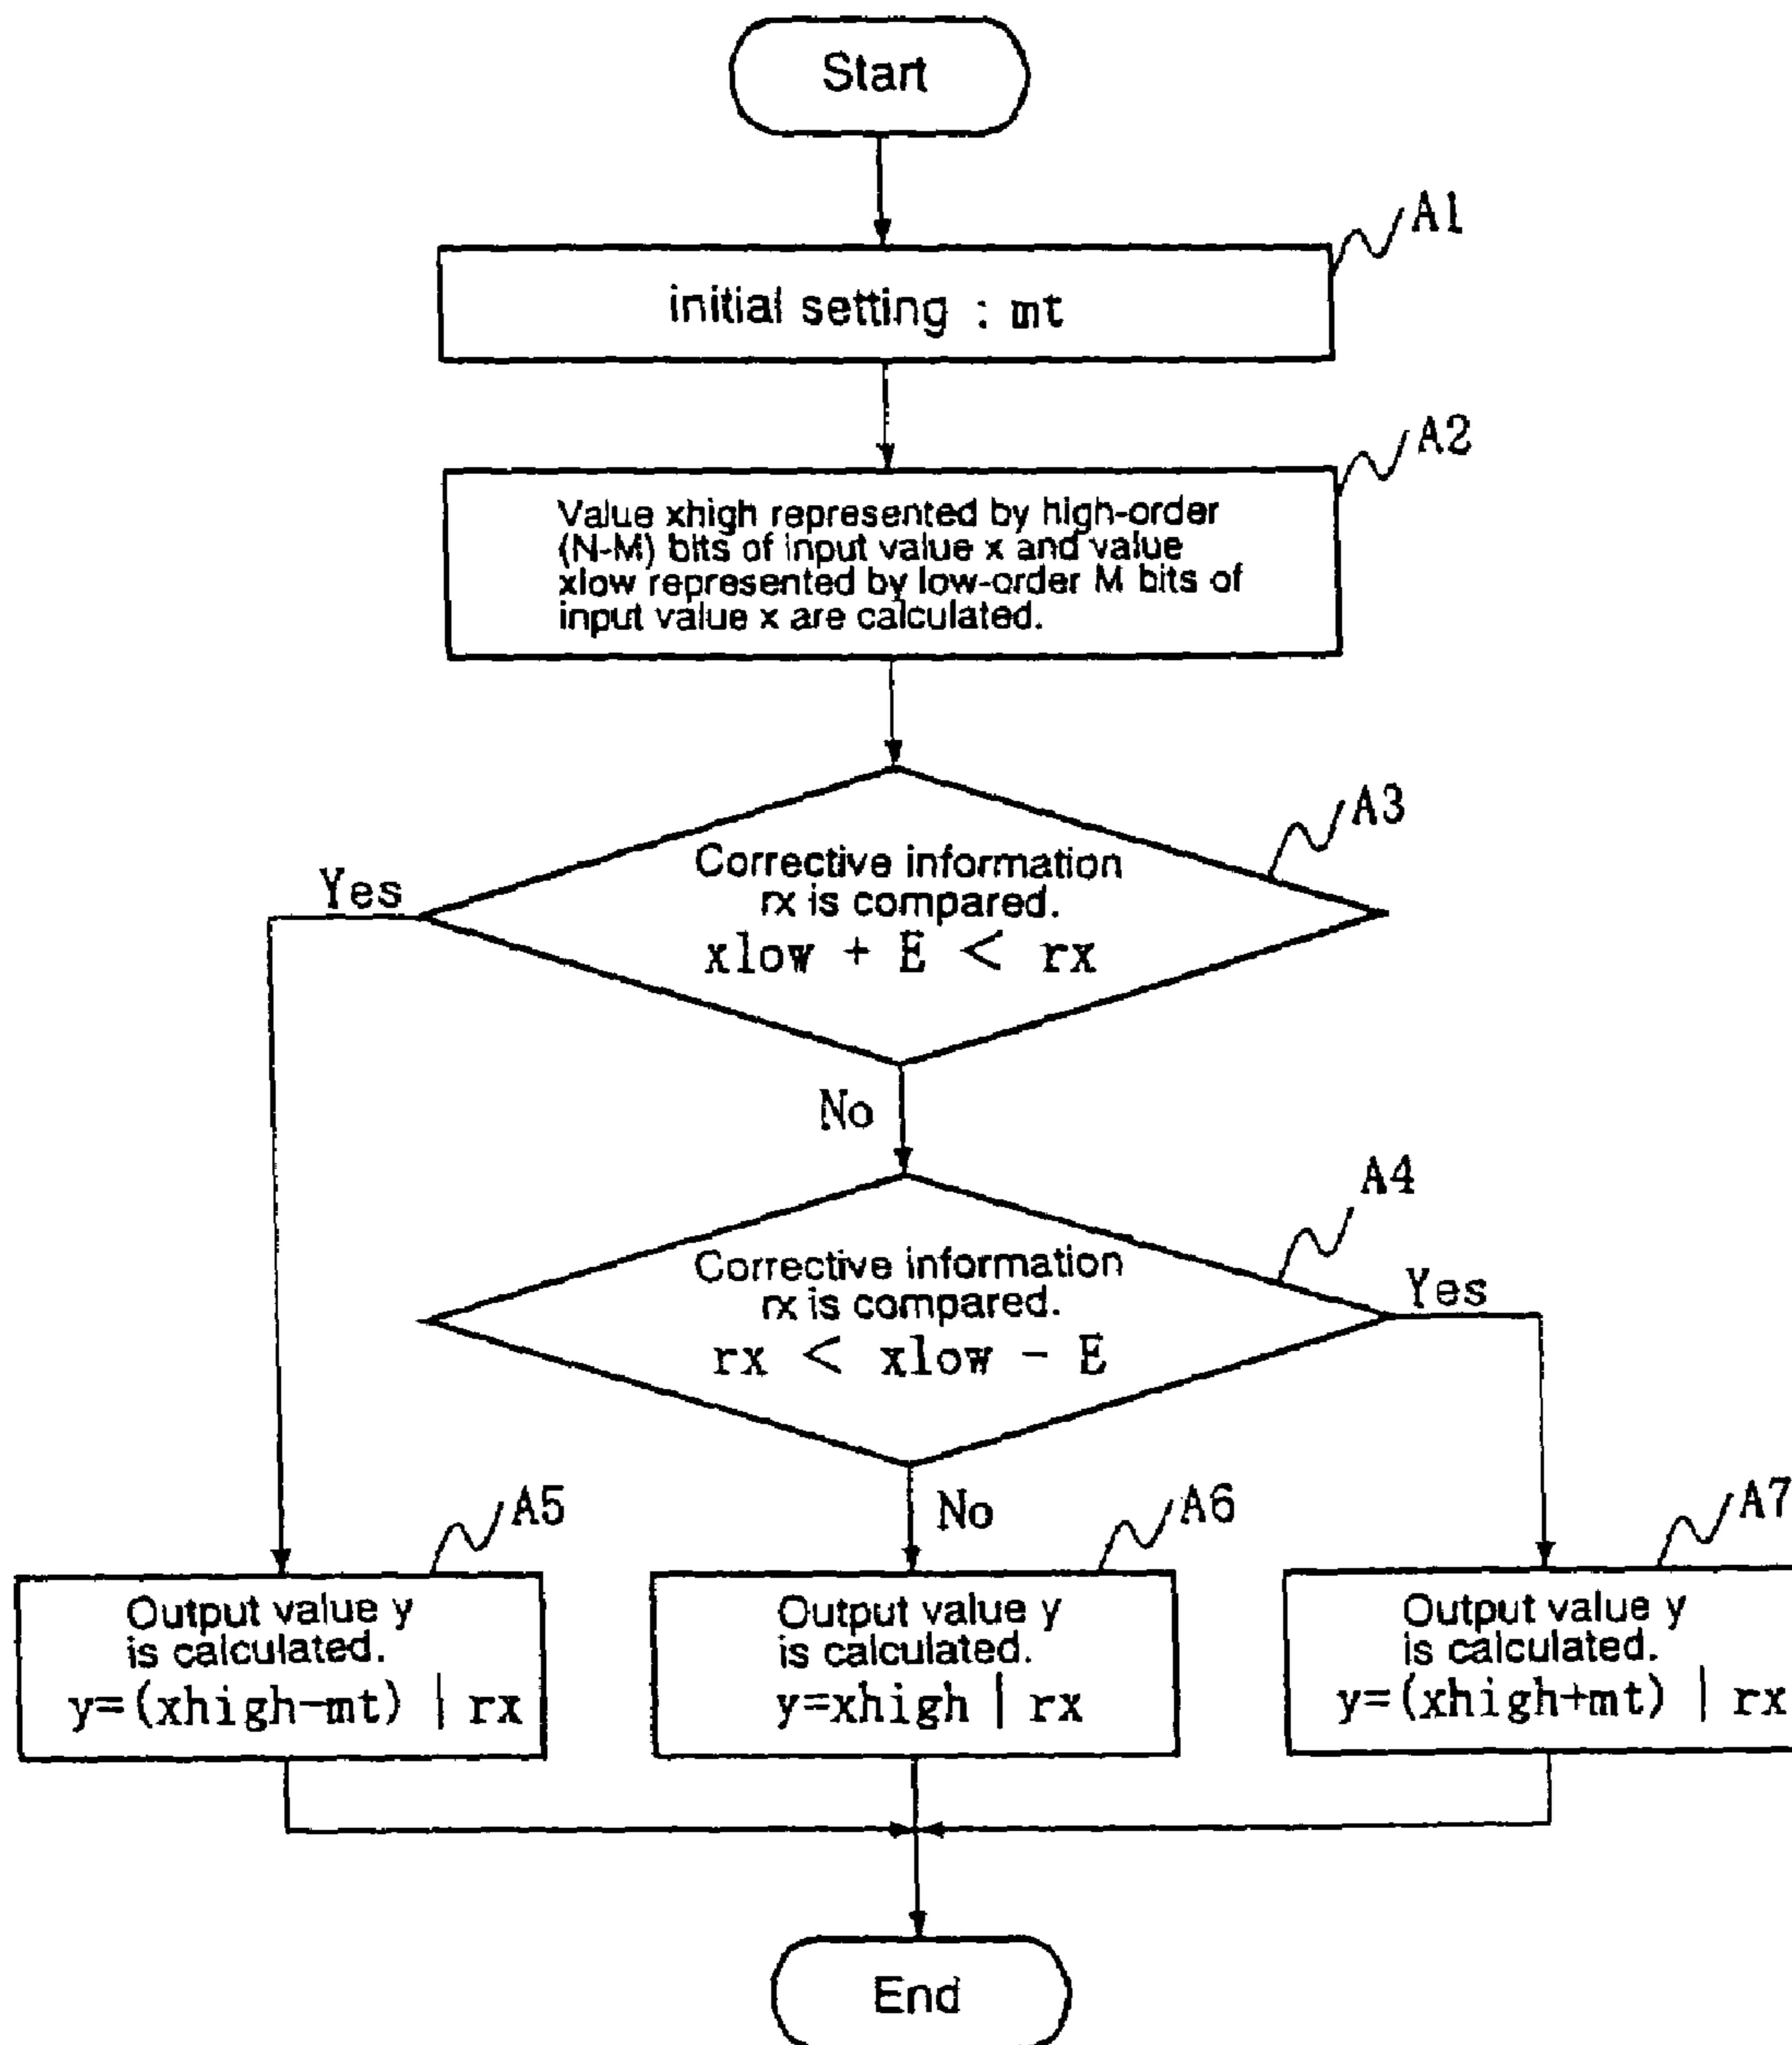 Start
A1
initial setting : mt
A2
Value xhigh represented by high-order
(N-M) bits of input value x and value
xlow represented by low-order M bits of
input value x are calculated.
A3
Corrective information
rx is compared.
xlow + E < rx
Yes
No
A4
Corrective information
rx is compared.
rx < xlow - E
Yes
No
A5
Output value y
is calculated.
y=(xhigh-mt) | rx
A6
Output value y
is calculated.
y=xhigh | rx
A7
Output value y
is calculated.
y=(xhigh+mt) | rx
End